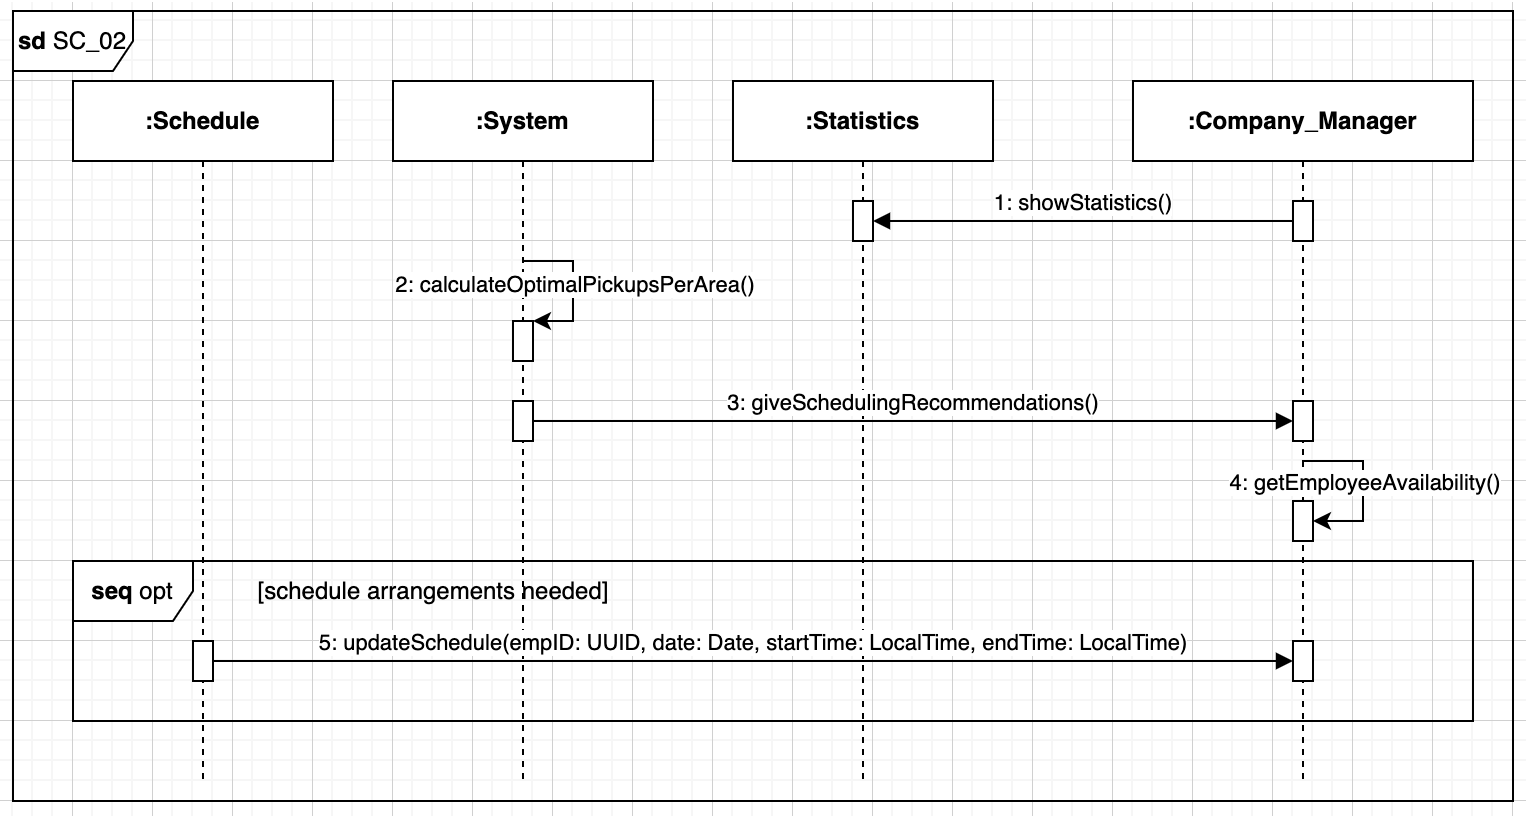 sd SC_02
:Schedule
:System
:Statistics
:Company_Manager
1: showStatistics()
2: calculateOptimalPickupsPerArea()
3: giveSchedulingRecommendations()
4: getEmployeeAvailability()
seq opt
[schedule arrangements needed]
5: updateSchedule(empID: UUID, date: Date, startTime: LocalTime, endTime: LocalTime)